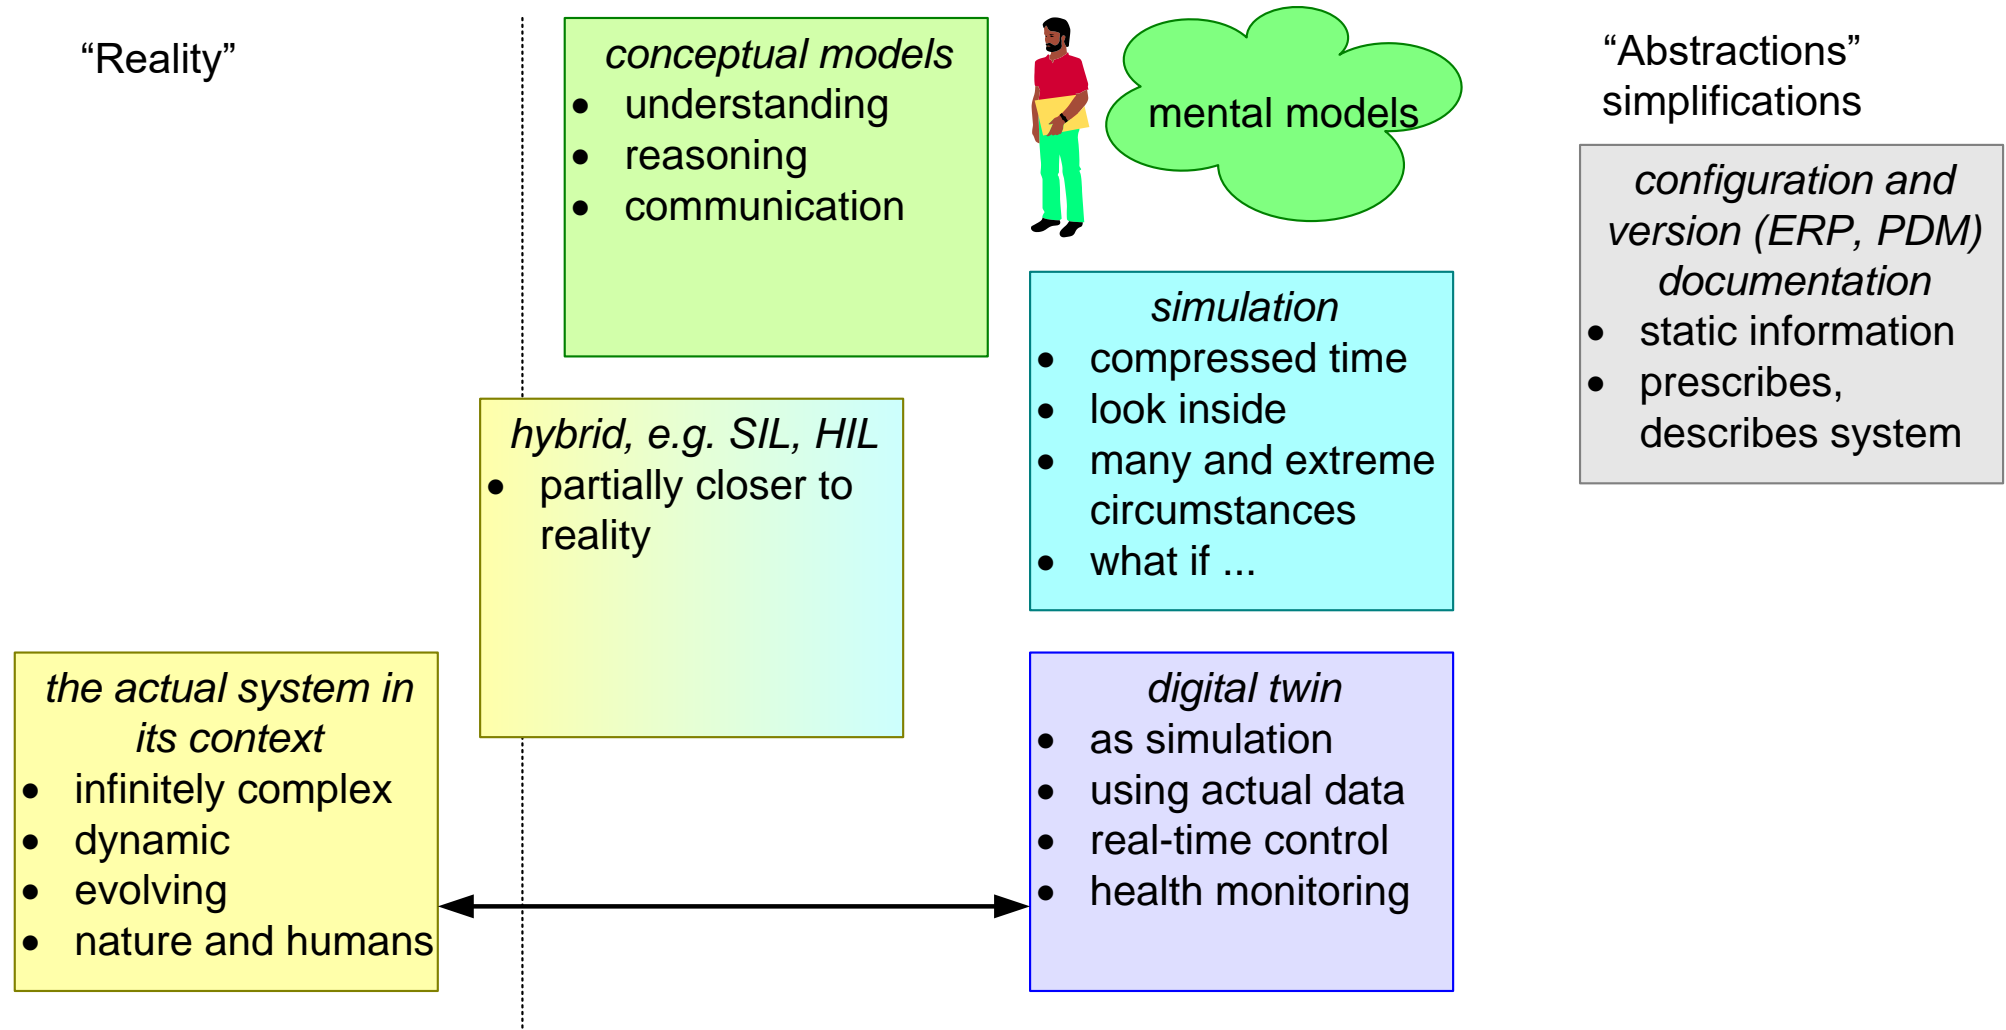 “Reality”
conceptual models
• understanding
• reasoning
• communication
mental models
“Abstractions”
simplifications
configuration and
version (ERP, PDM)
documentation
• static information
• prescribes,
describes system
simulation
• compressed time
• look inside
• many and extreme
circumstances
• what if ...
hybrid, e.g. SIL, HIL
• partially closer to
reality
the actual system in
its context
• infinitely complex
• dynamic
• evolving
• nature and humans
digital twin
• as simulation
• using actual data
• real-time control
• health monitoring